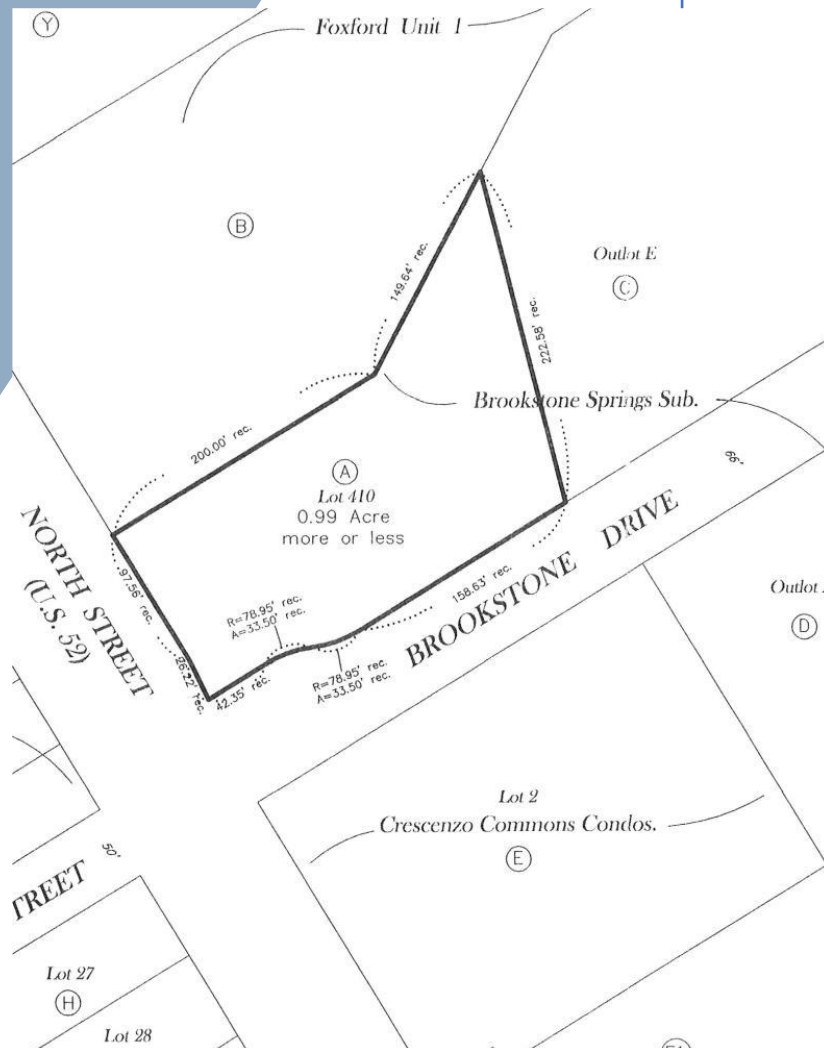 Y
Foxford Unit 1
B
149.64' rec.
Outlot E
C
222.58' rec.
Brookstone Springs Sub.
200.00' rec.
A
Lot 410
0.99 Acre
more or less
66'
NORTH STREET
(U.S. 52)
97.56' rec.
26.22' rec.
42.35' rec.
R=78.95' rec.
A=33.50' rec.
R=78.95' rec.
A=33.50' rec.
158.63' rec.
BROOKSTONE DRIVE
Outlot
D
Lot 2
Crescenzo Commons Condos.
E
50'
TREET
Lot 27
H
Lot 28